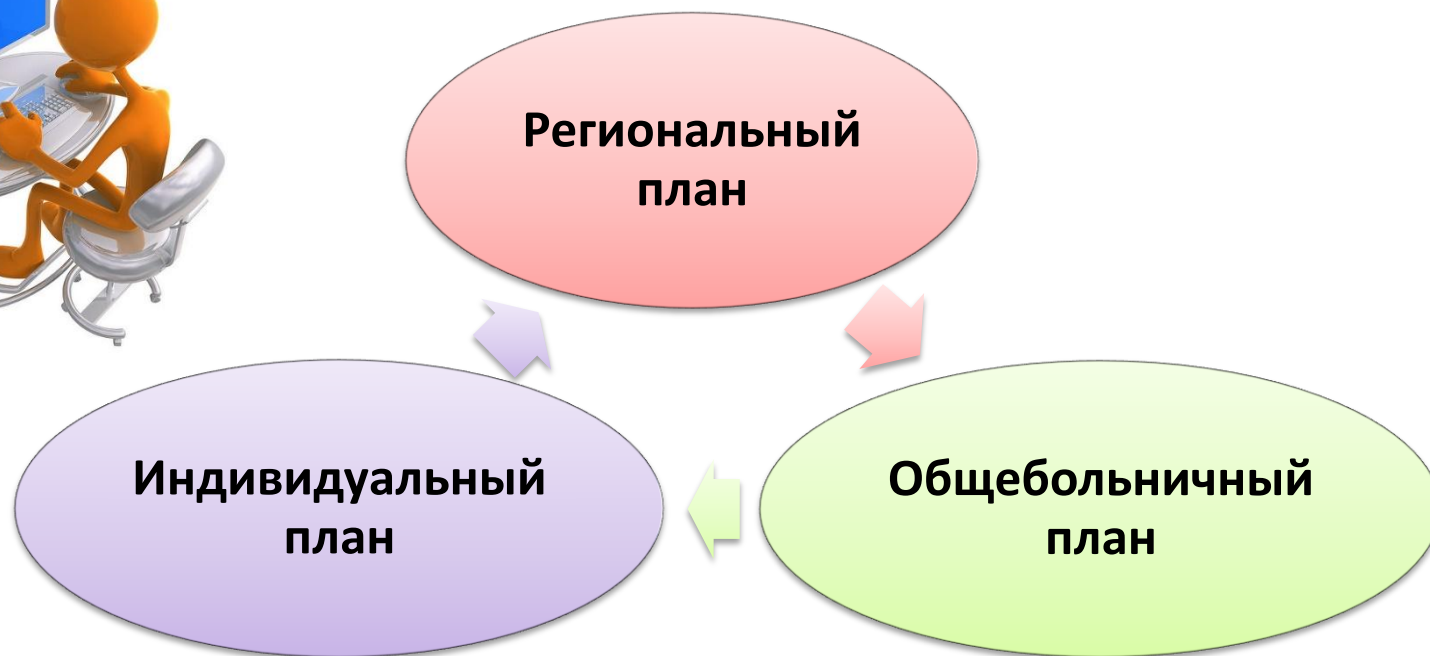 Региональный
план
Индивидуальный
план
Общебольничный
план